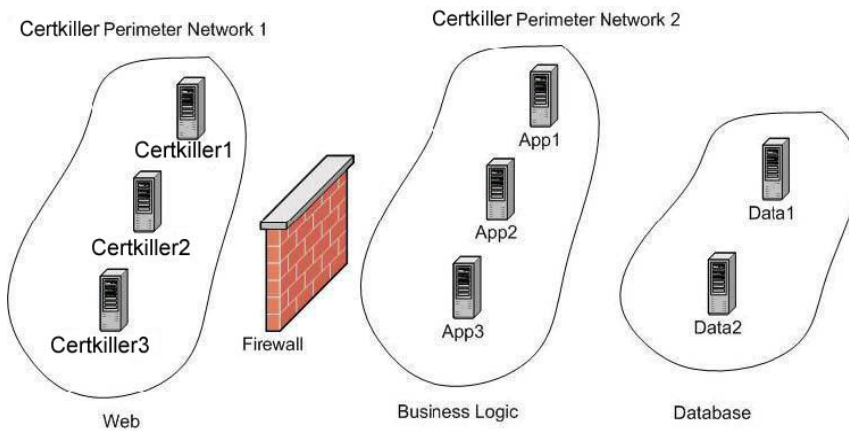 Certkiller Perimeter Network 1
Certkiller Perimeter Network 2
Certkiller1
Certkiller2
Certkiller3
Firewall
App1
App2
App3
Data1
Data2
Web
Business Logic
Database